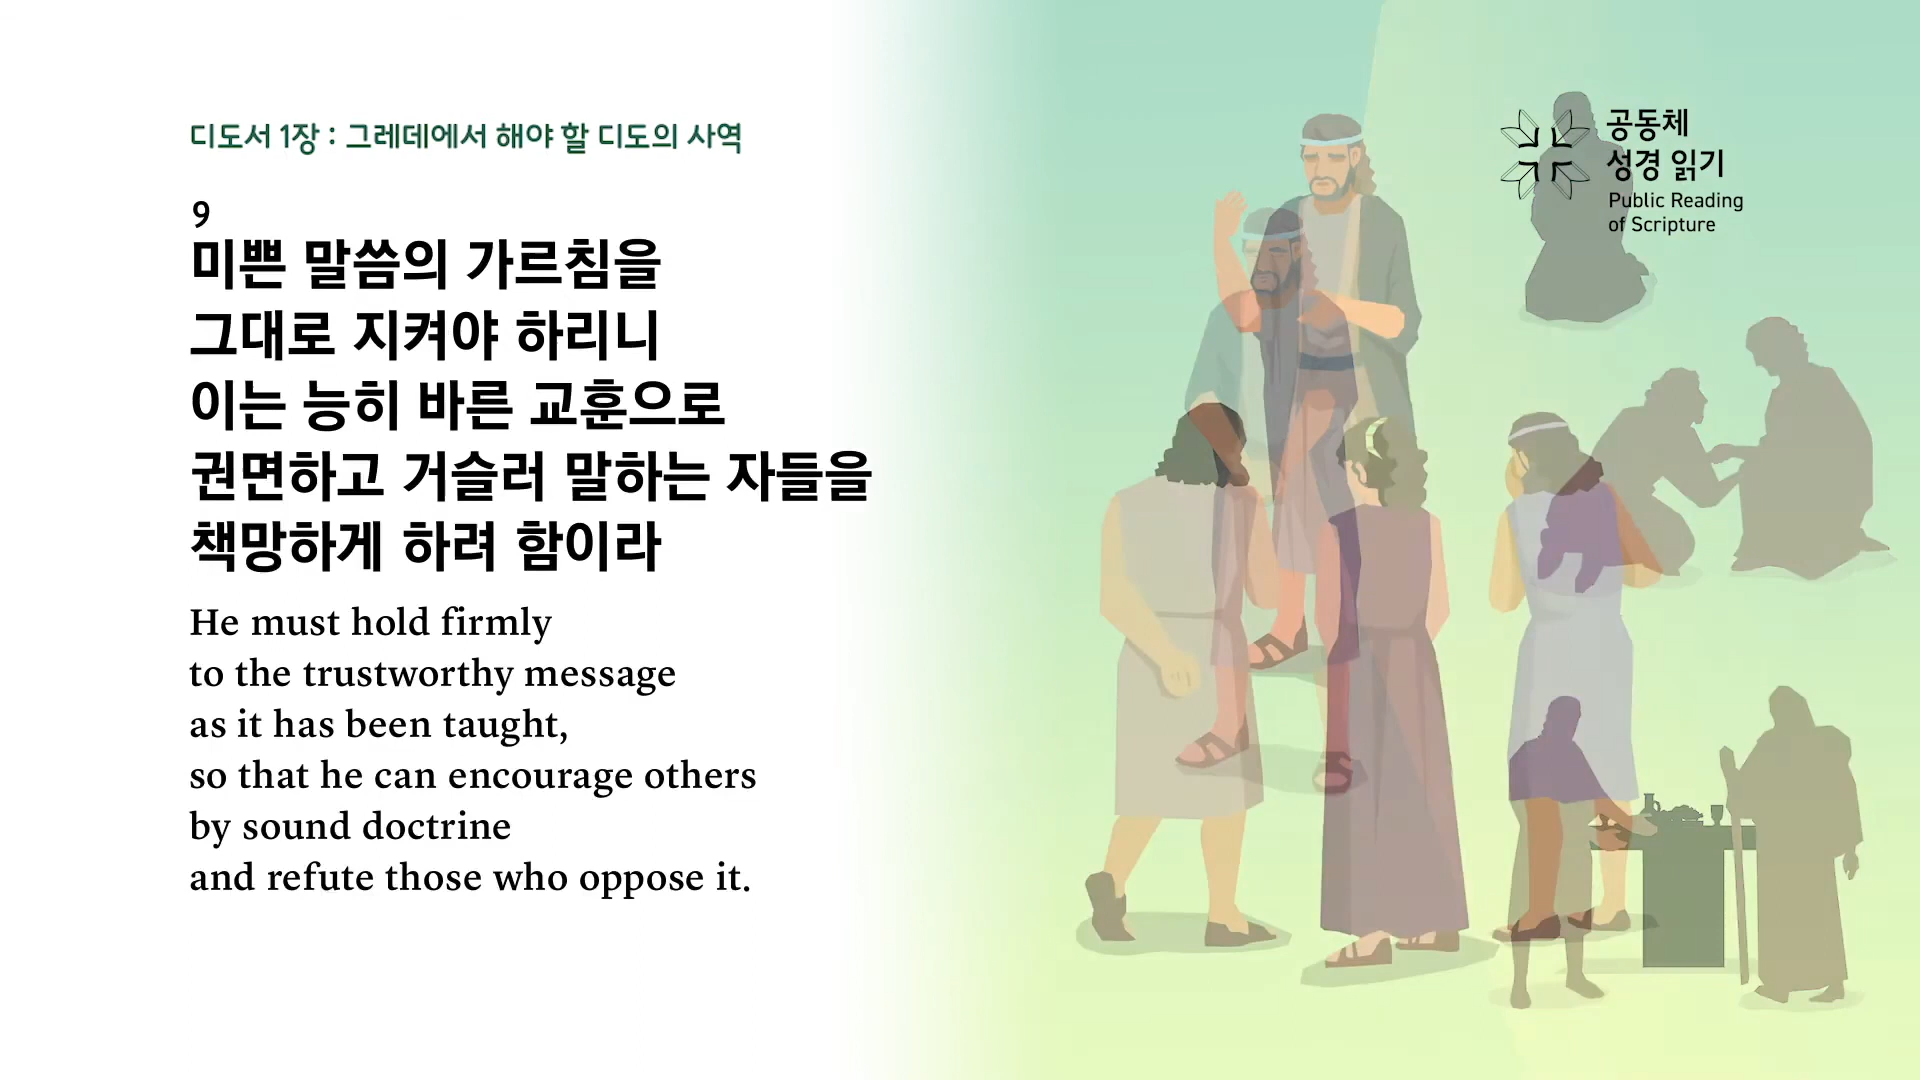 디도서 1장 : 그레데에서 해야 할 디도의 사역
9
미쁜 말씀의 가르침을
그대로 지켜야 하리니
이는 능히 바른 교훈으로
권면하고 거슬러 말하는 자들을
책망하게 하려 함이라
He must hold firmly
to the trustworthy message
as it has been taught,
so that he can encourage others
by sound doctrine
and refute those who oppose it.
공동체
성경 읽기
Public Reading
of Scripture